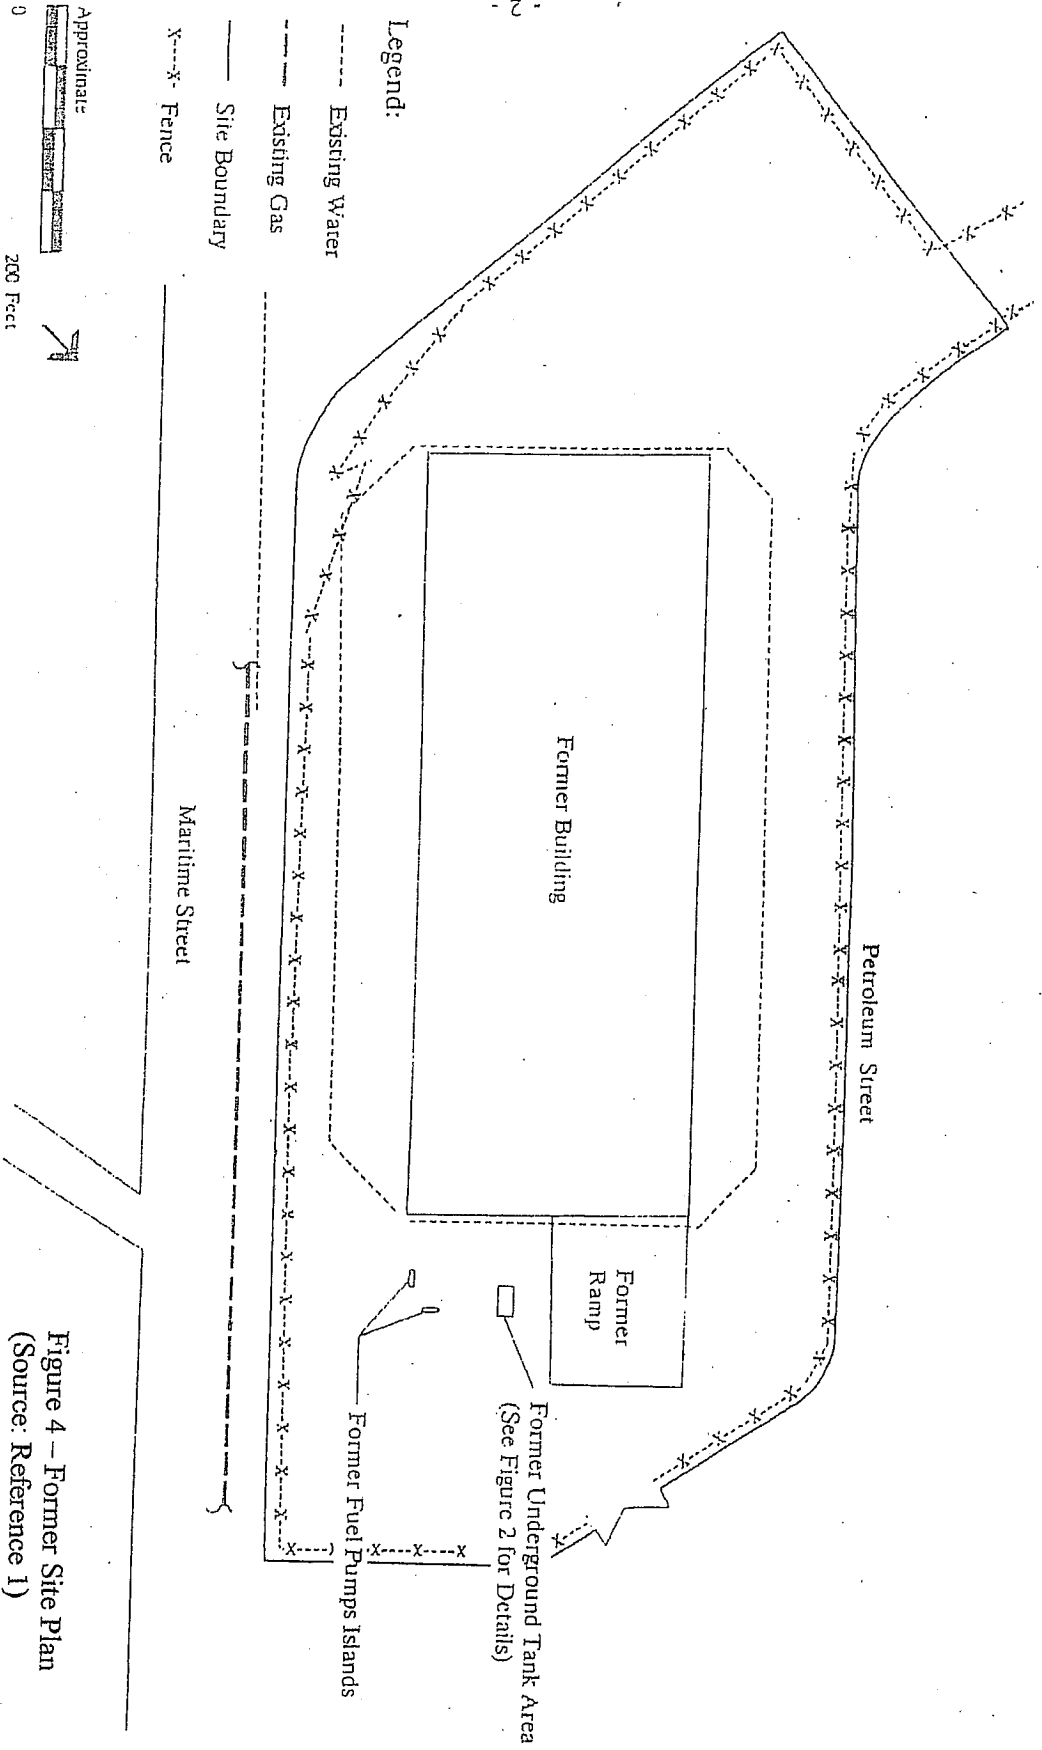 - 2 -
Petroleum Street
Former Building
Former
Ramp
Former Underground Tank Area
(See Figure 2 for Details)
Former Fuel Pumps Islands
Maritime Street
Legend:
Existing Water
Existing Gas
Site Boundary
X----X- Fence
Approximate
0
200 Feet
Figure 4 – Former Site Plan
(Source: Reference 1)